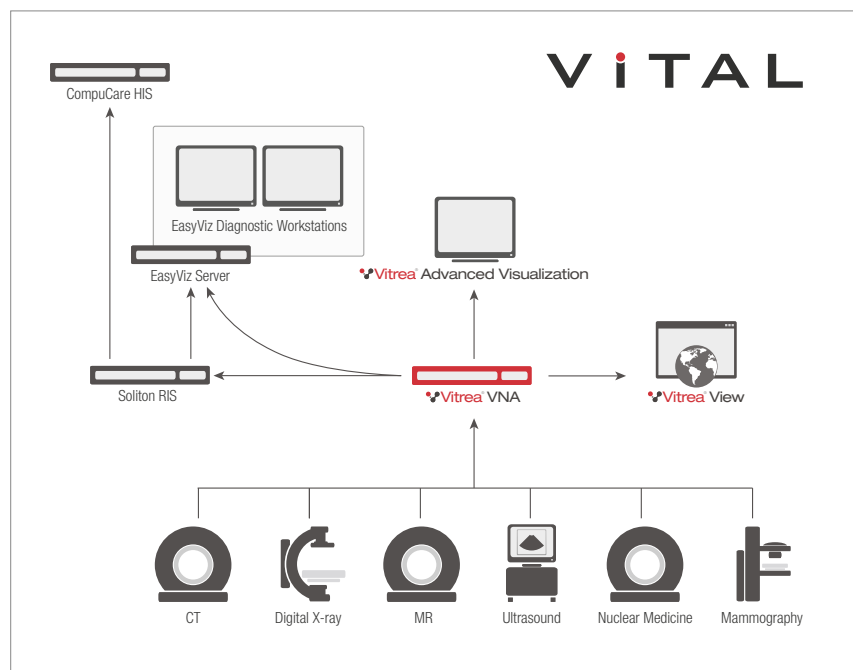 CompuCare HIS
ViTAL
EasyViz Diagnostic Workstations
EasyViz Server
Vitrea® Advanced Visualization
Soliton RIS
Vitrea® VNA
Vitrea® View
CT
Digital X-ray
MR
Ultrasound
Nuclear Medicine
Mammography